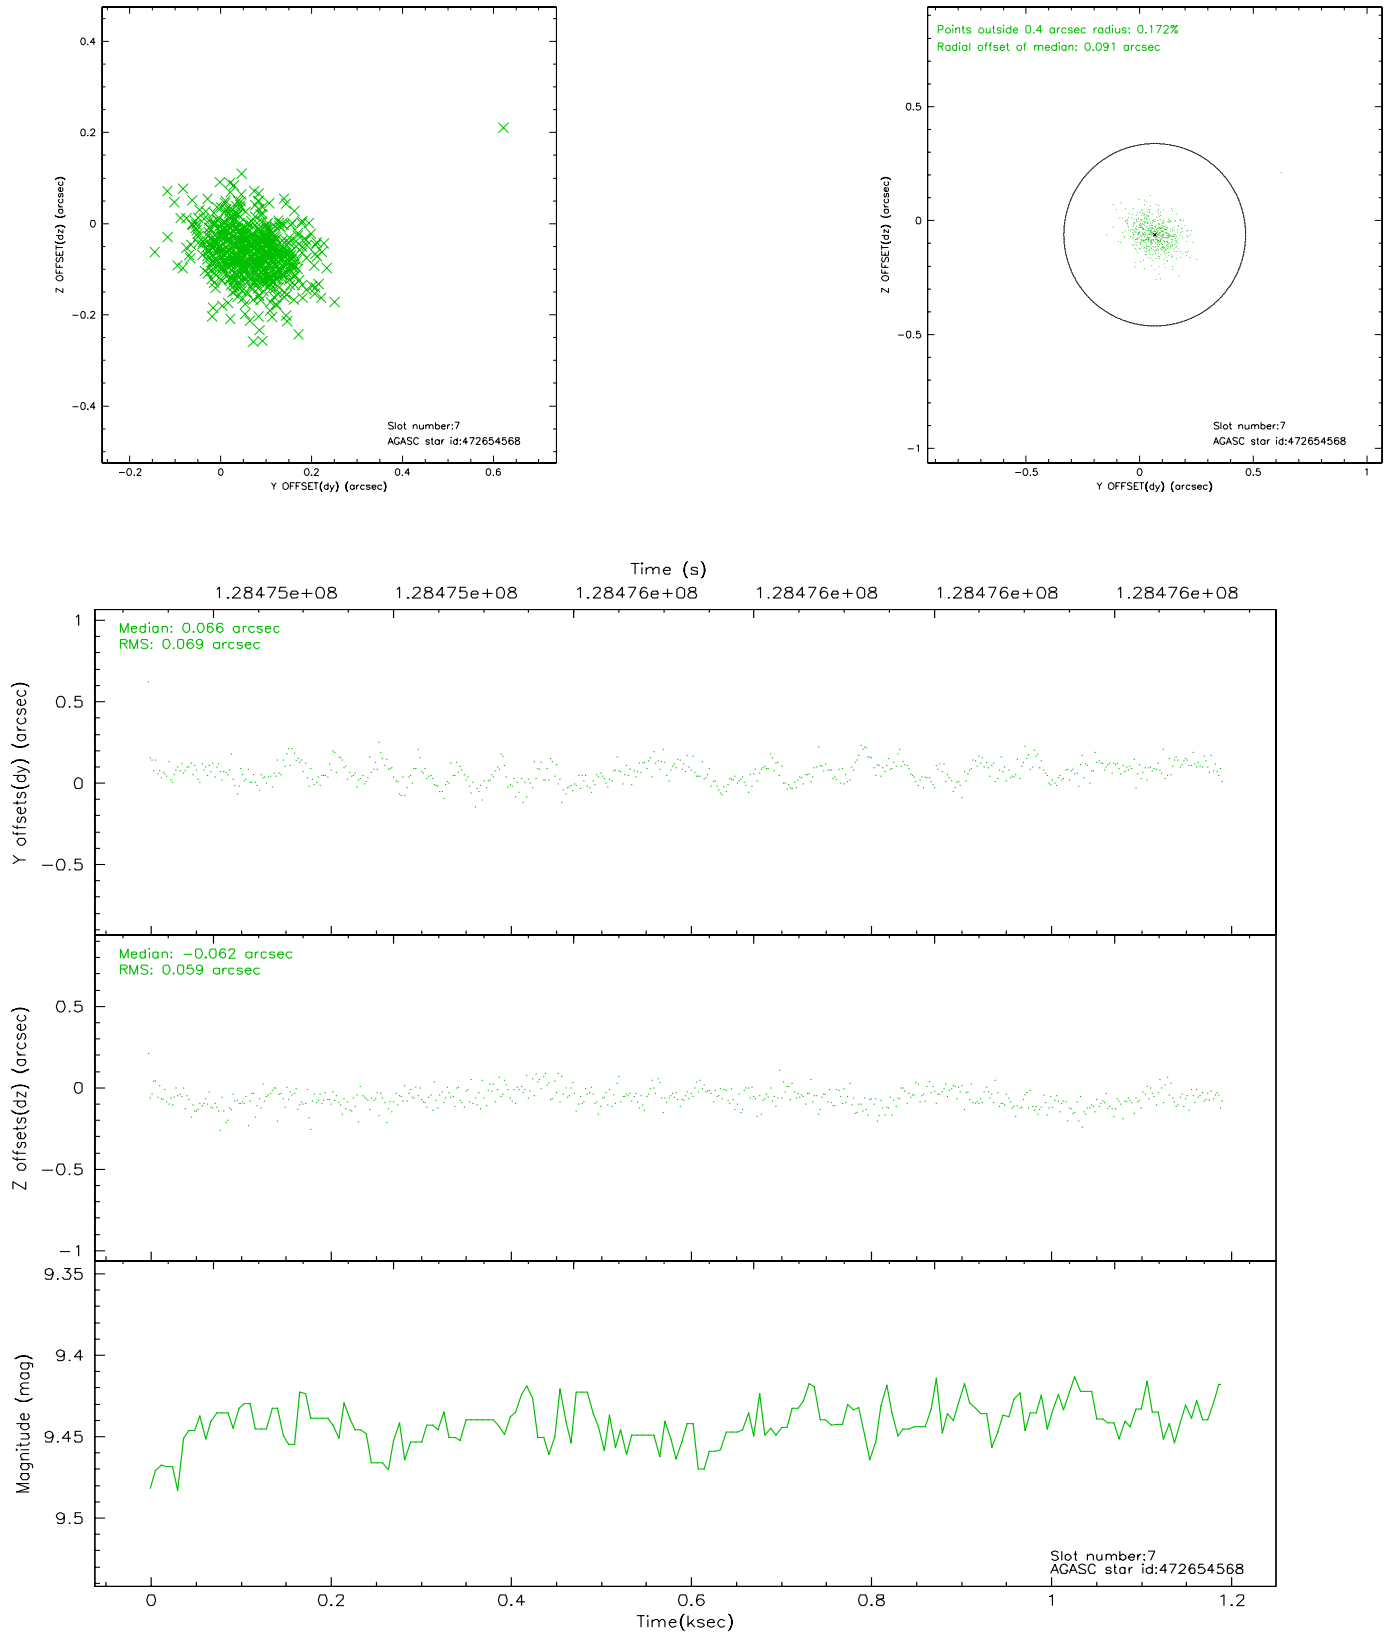 0.4
0.2
0
−0.2
−0.4
Z OFFSET(dz) (arcsec)
Slot number:7
AGASC star id:472654568
−0.2 0 0.2 0.4 0.6
Y OFFSET(dy) (arcsec)
Points outside 0.4 arcsec radius: 0.172%
Radial offset of median: 0.091 arcsec
0.5
0
−0.5
−1
Z OFFSET(dz) (arcsec)
Slot number:7
AGASC star id:472654568
−0.5 0 0.5 1
Y OFFSET(dy) (arcsec)
Time (s)
1.28475e+08 1.28475e+08 1.28476e+08 1.28476e+08 1.28476e+08 1.28476e+08
Median: 0.066 arcsec
RMS: 0.069 arcsec
1
0.5
0
−0.5
Y offsets(dy) (arcsec)
Median: −0.062 arcsec
RMS: 0.059 arcsec
0.5
0
−0.5
−1
Z offsets(dz) (arcsec)
9.35
9.4
9.45
9.5
Magnitude (mag)
Slot number:7
AGASC star id:472654568
0 0.2 0.4 0.6 0.8 1 1.2
Time(ksec)